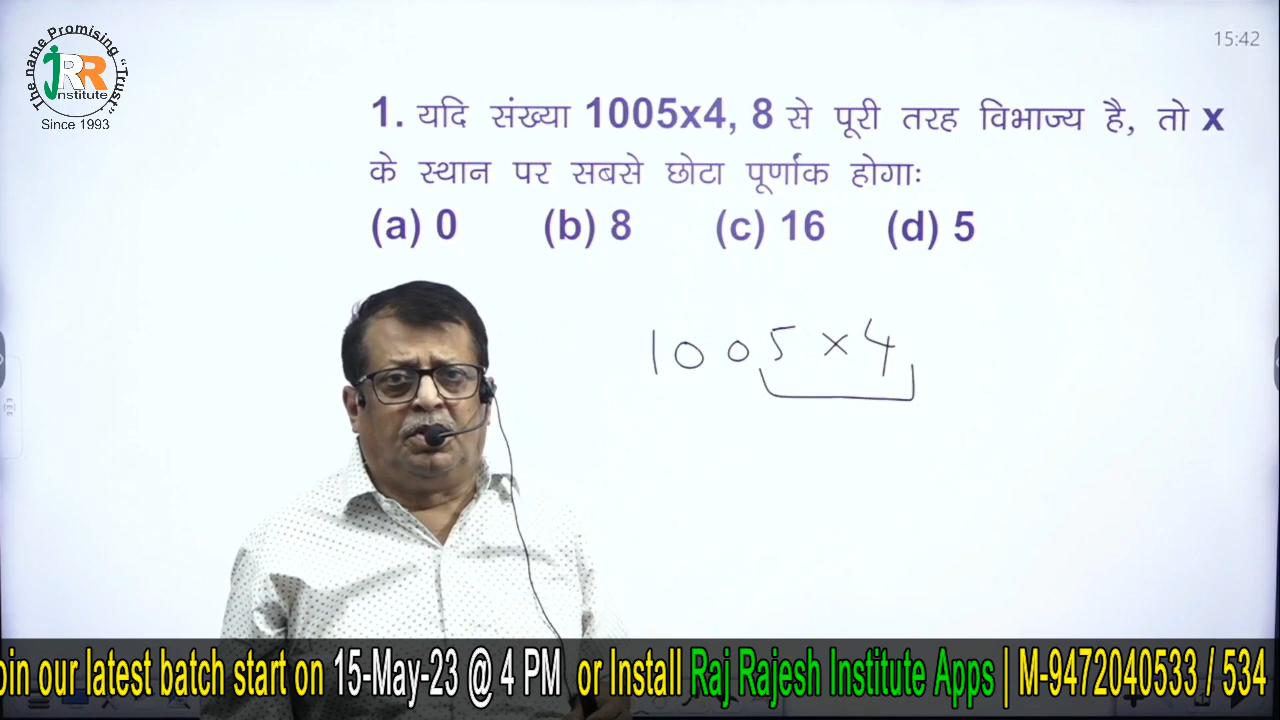 The name Promising "Trust"
JRR
Institute
Since 1993
15:42
1. यदि संख्या 1005x4, 8 से पूरी तरह विभाज्य है, तो x
के स्थान पर सबसे छोटा पूर्णांक होगाः
(a) 0 (b) 8 (c) 16 (d) 5
1005×4
oin our latest batch start on 15-May-23 @ 4 PM or Install Raj Rajesh Institute Apps | M-9472040533 / 534